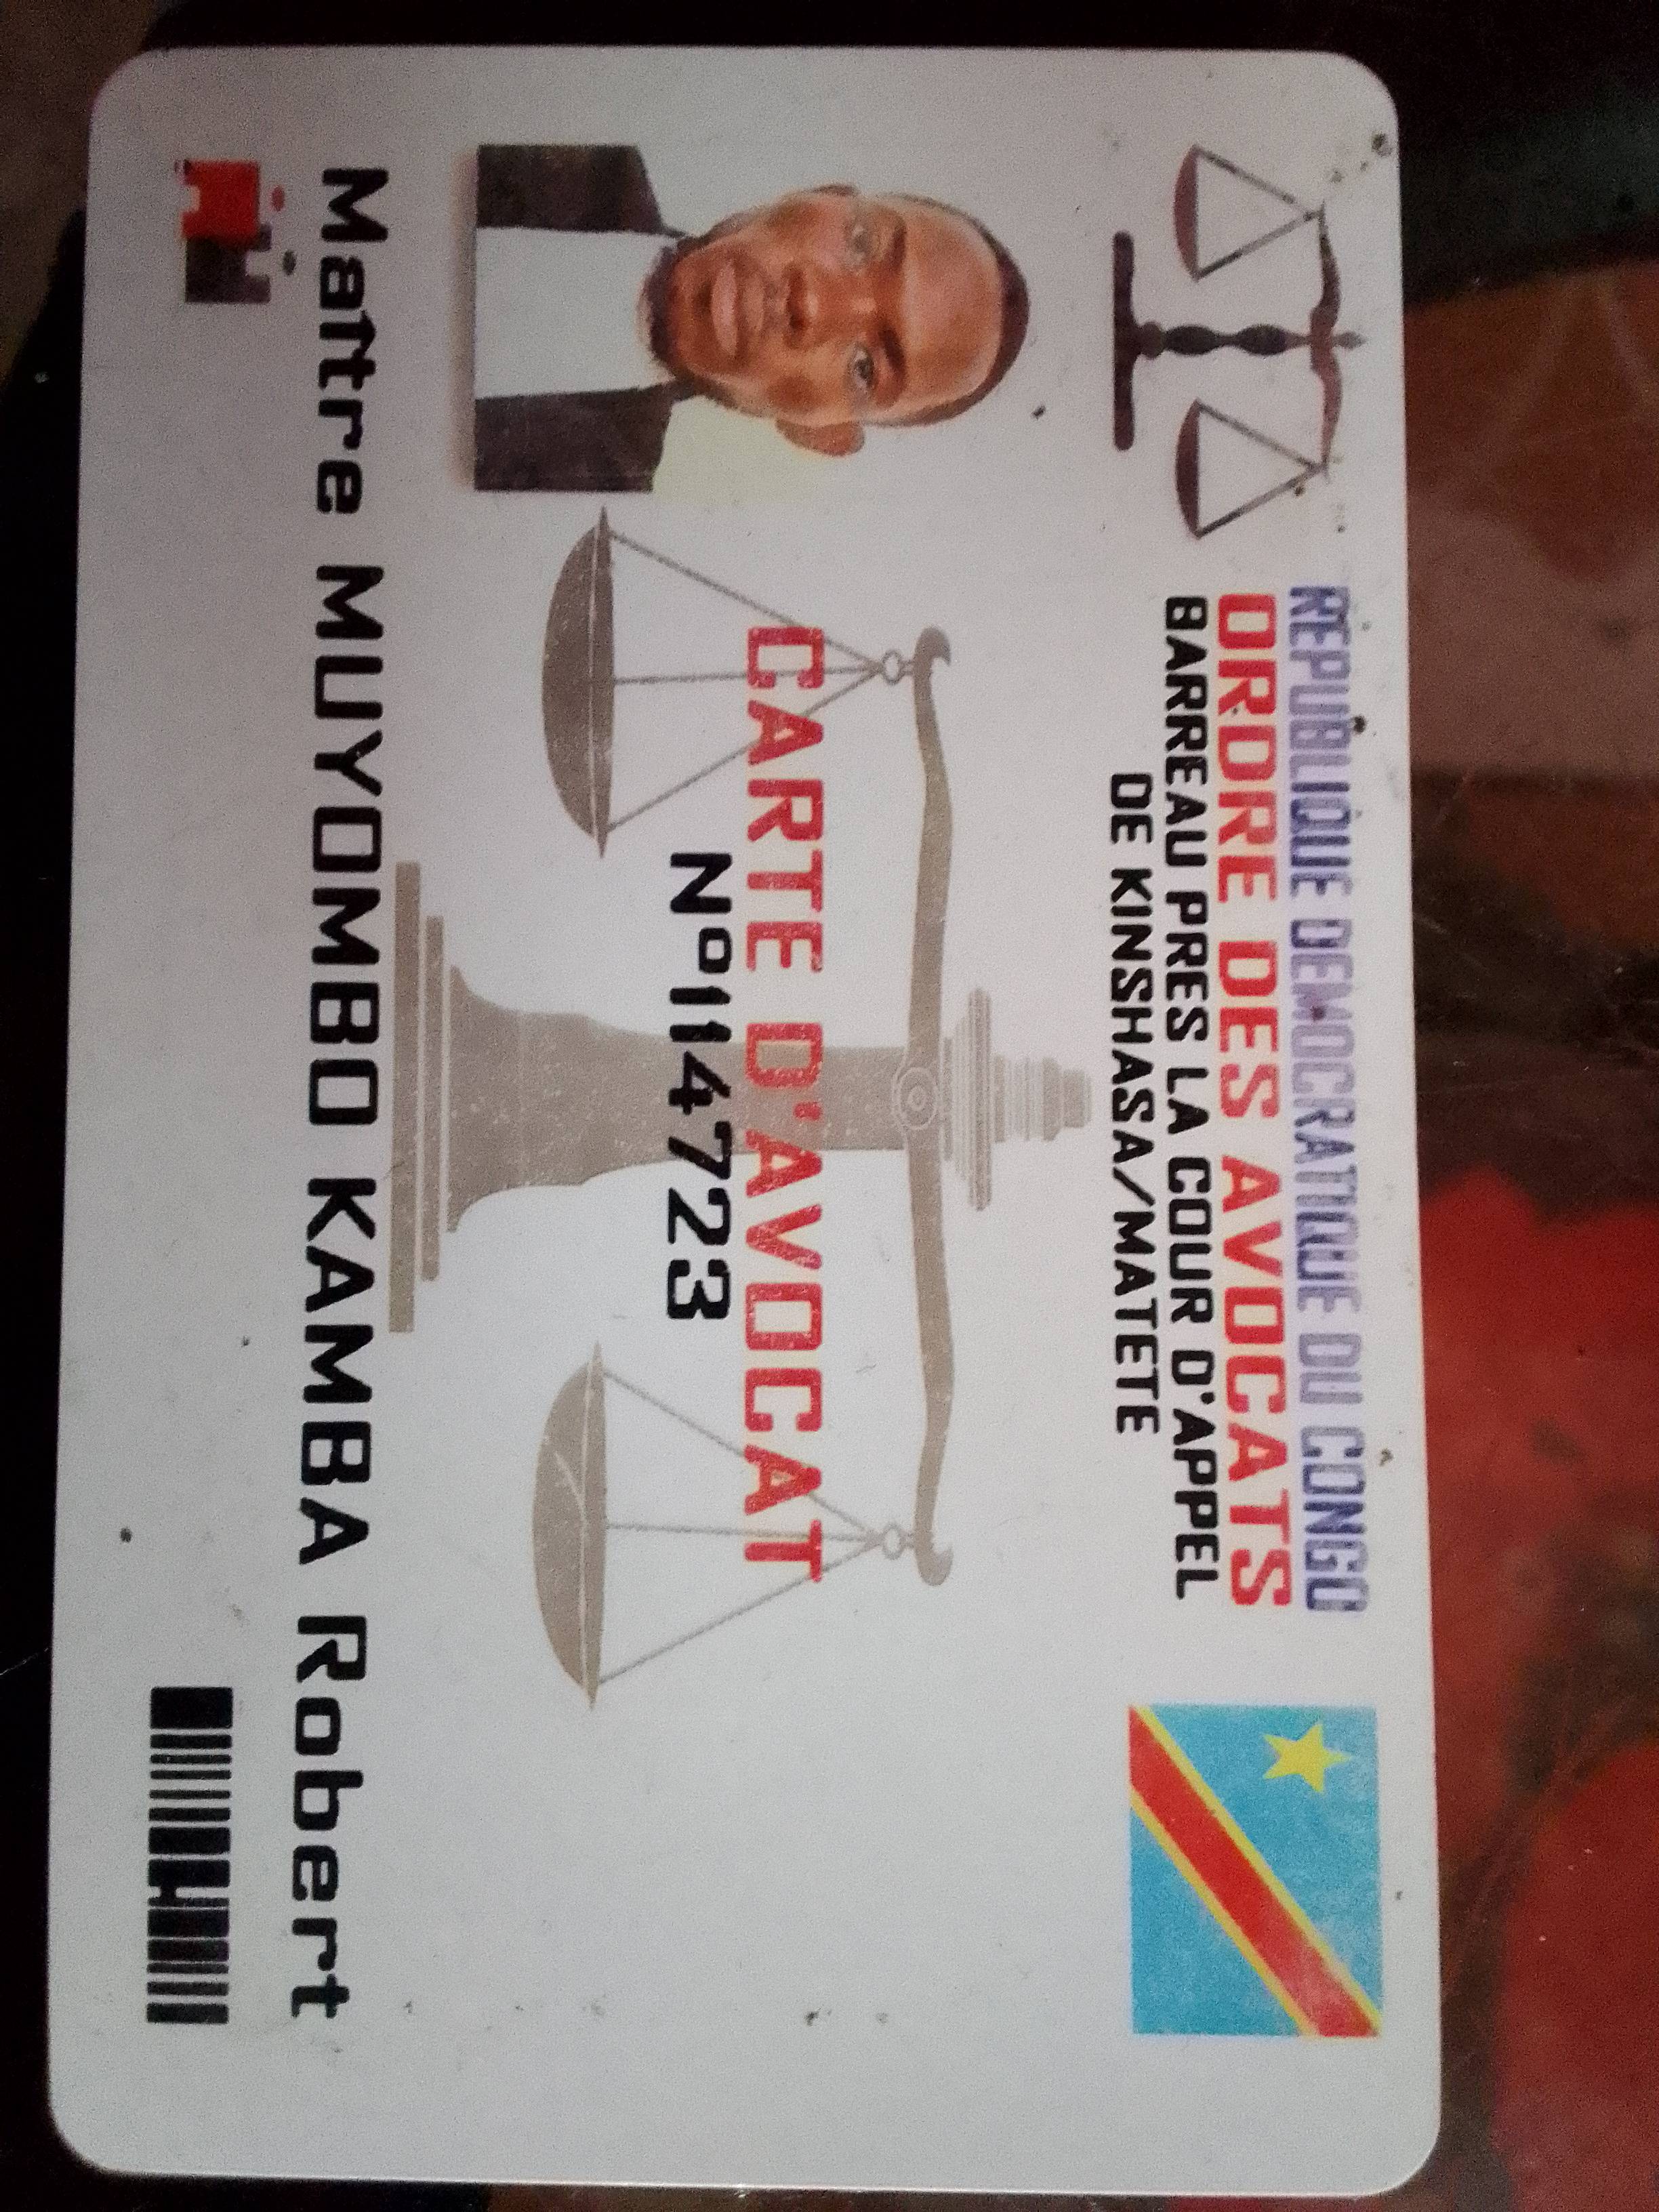 REPUBLIQUE DEMOCRATIQUE DU CONGO
ORDRE DES AVOCATS
BARREAU PRES LA COUR D'APPEL
DE KINSHASA/MATETE
CARTE D'AVOCAT
Nº114723
Maître MUYOMBO KAMBA Robert